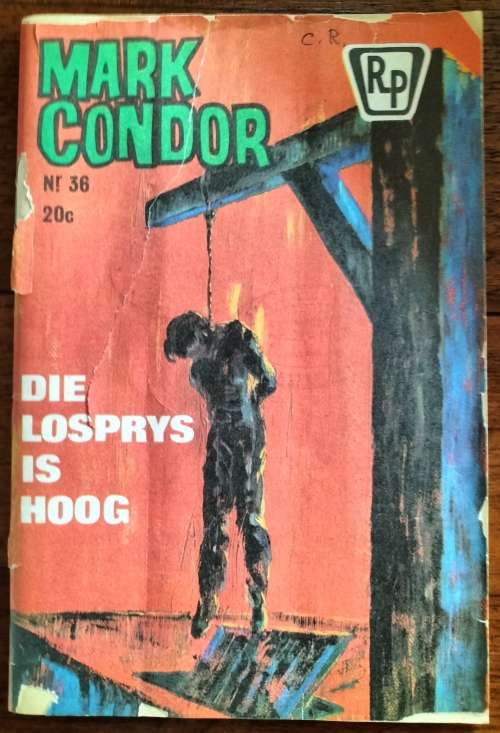 C.R.
MARK
CONDOR
RP
Nr 36
20c
DIE
LOSPRYS
IS
HOOG